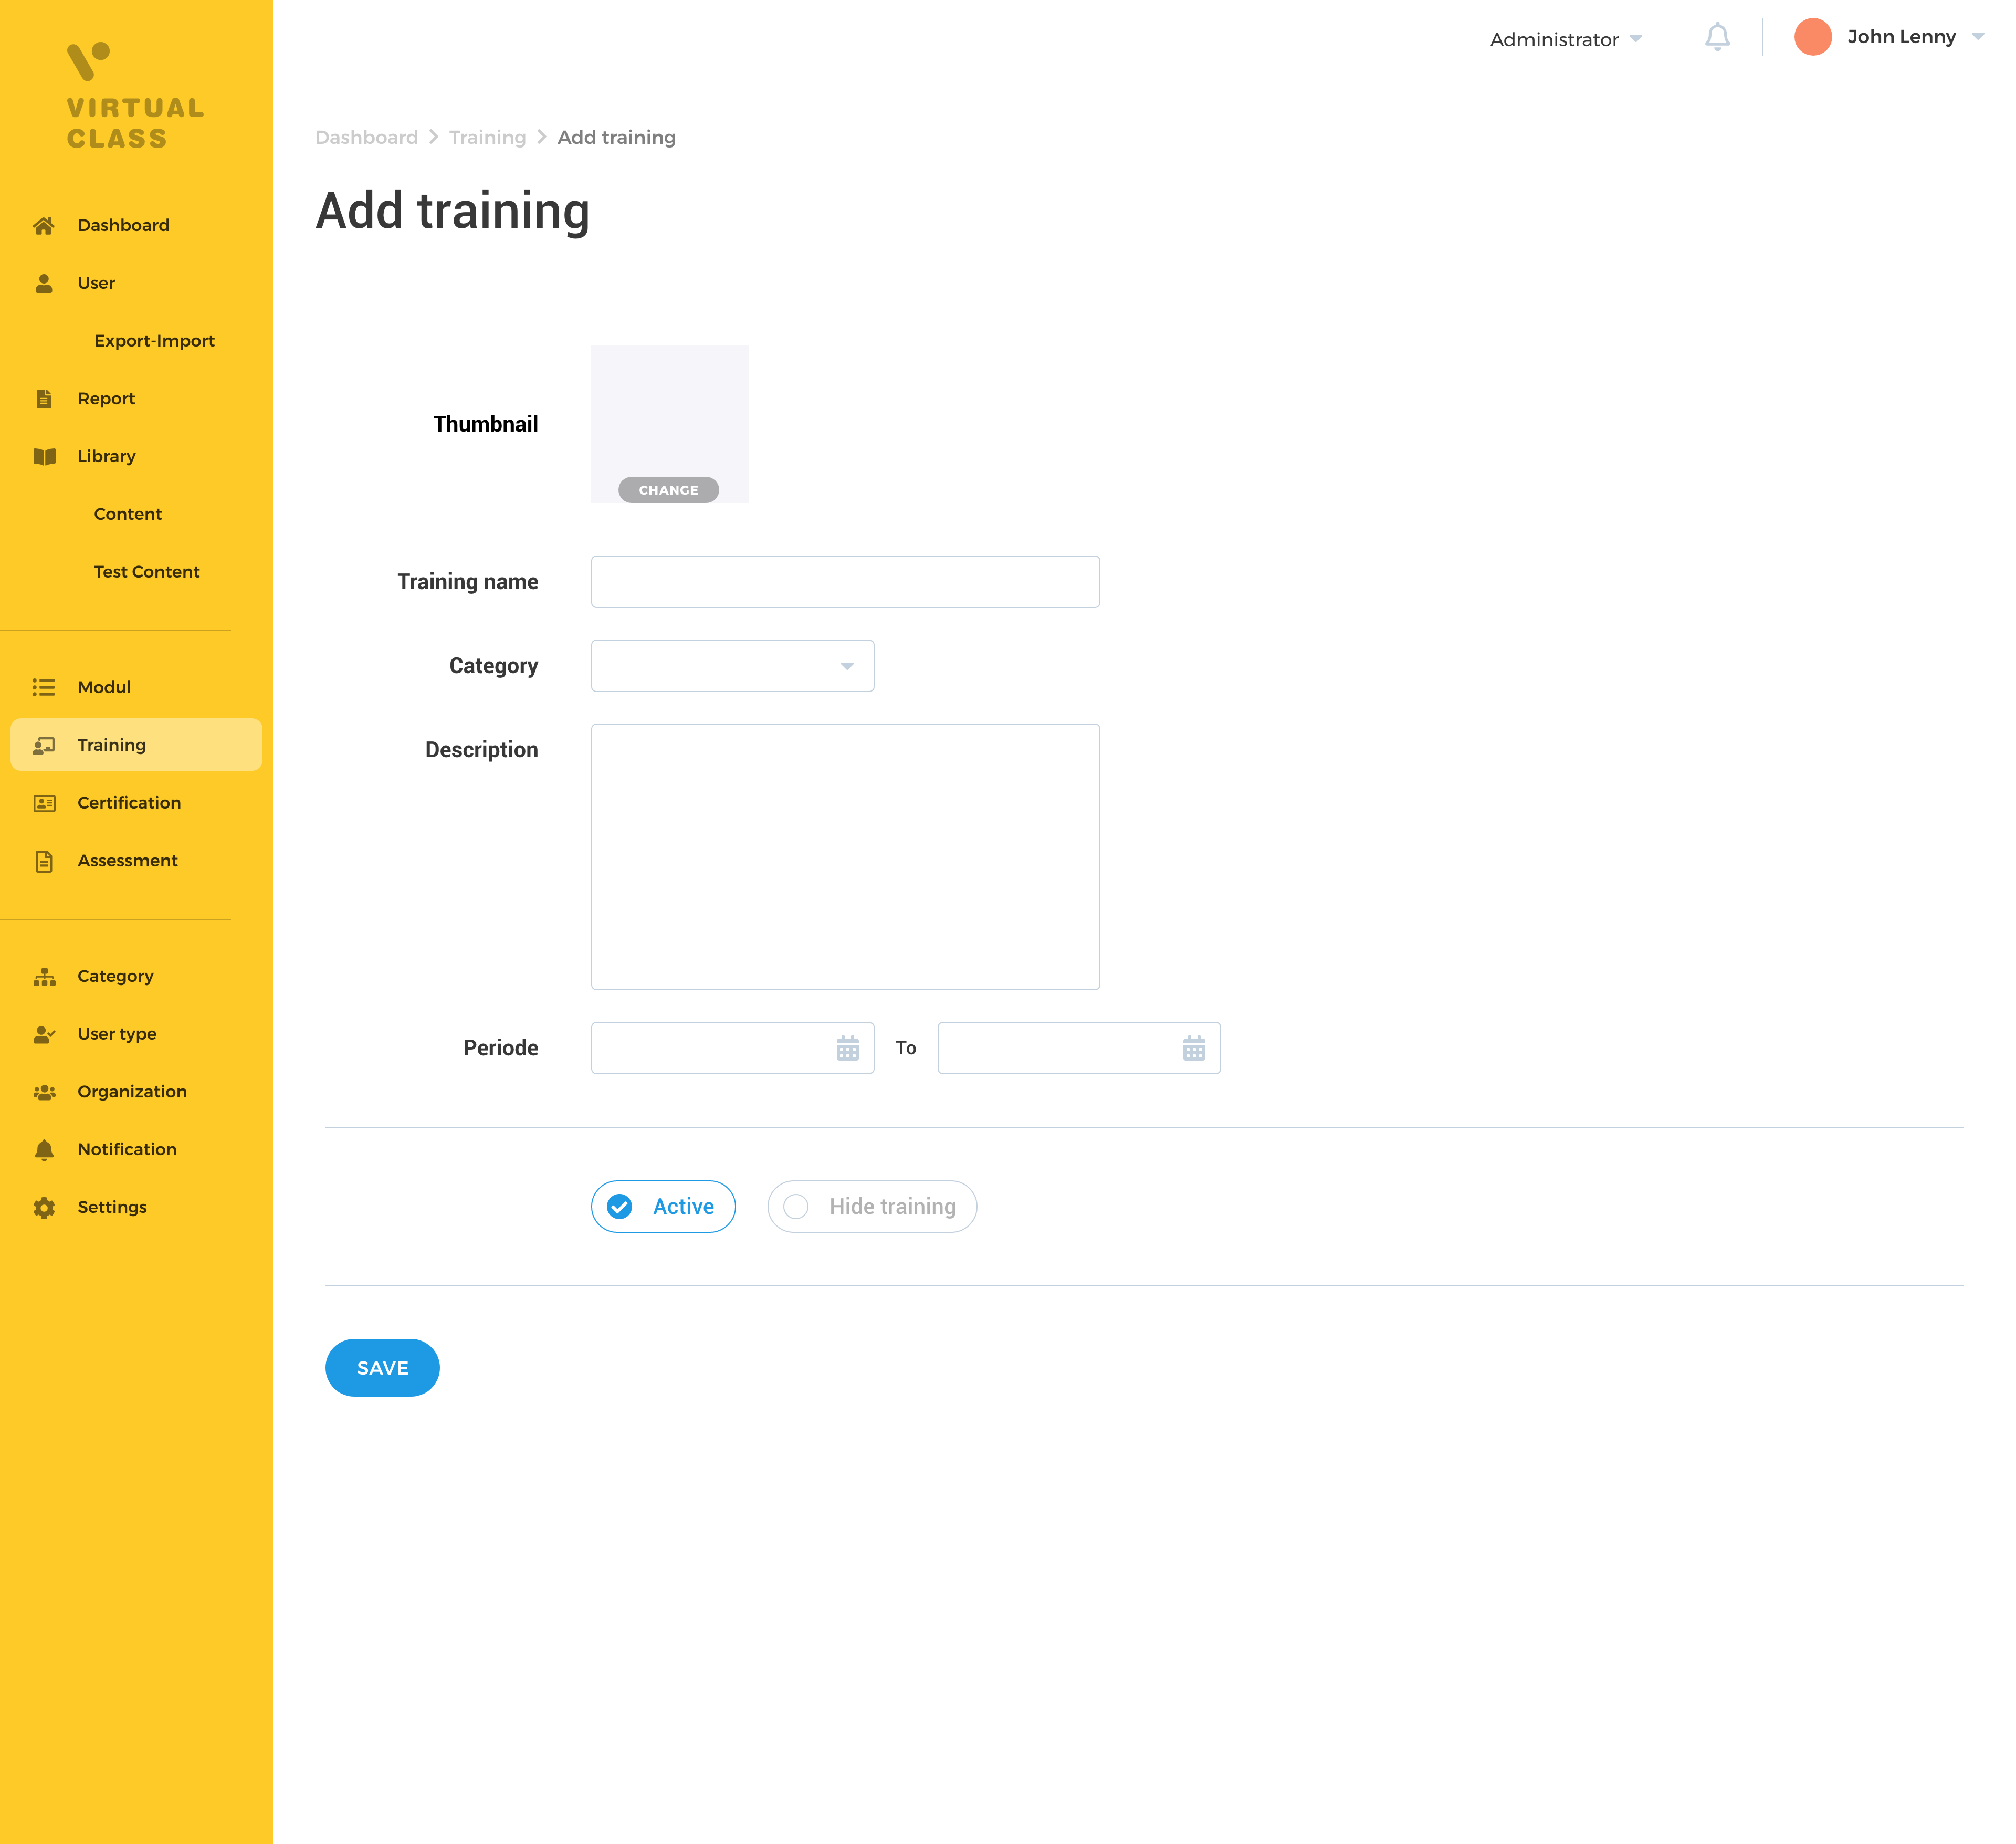 VIRTUAL
CLASS
Dashboard
User
Export-Import
Report
Library
Content
Test Content
Modul
Training
Certification
Assessment
Category
User type
Organization
Notification
Settings
Administrator
John Lenny
Dashboard > Training > Add training
Add training
Thumbnail
CHANGE
Training name
Category
Description
Periode
To
Active
Hide training
SAVE